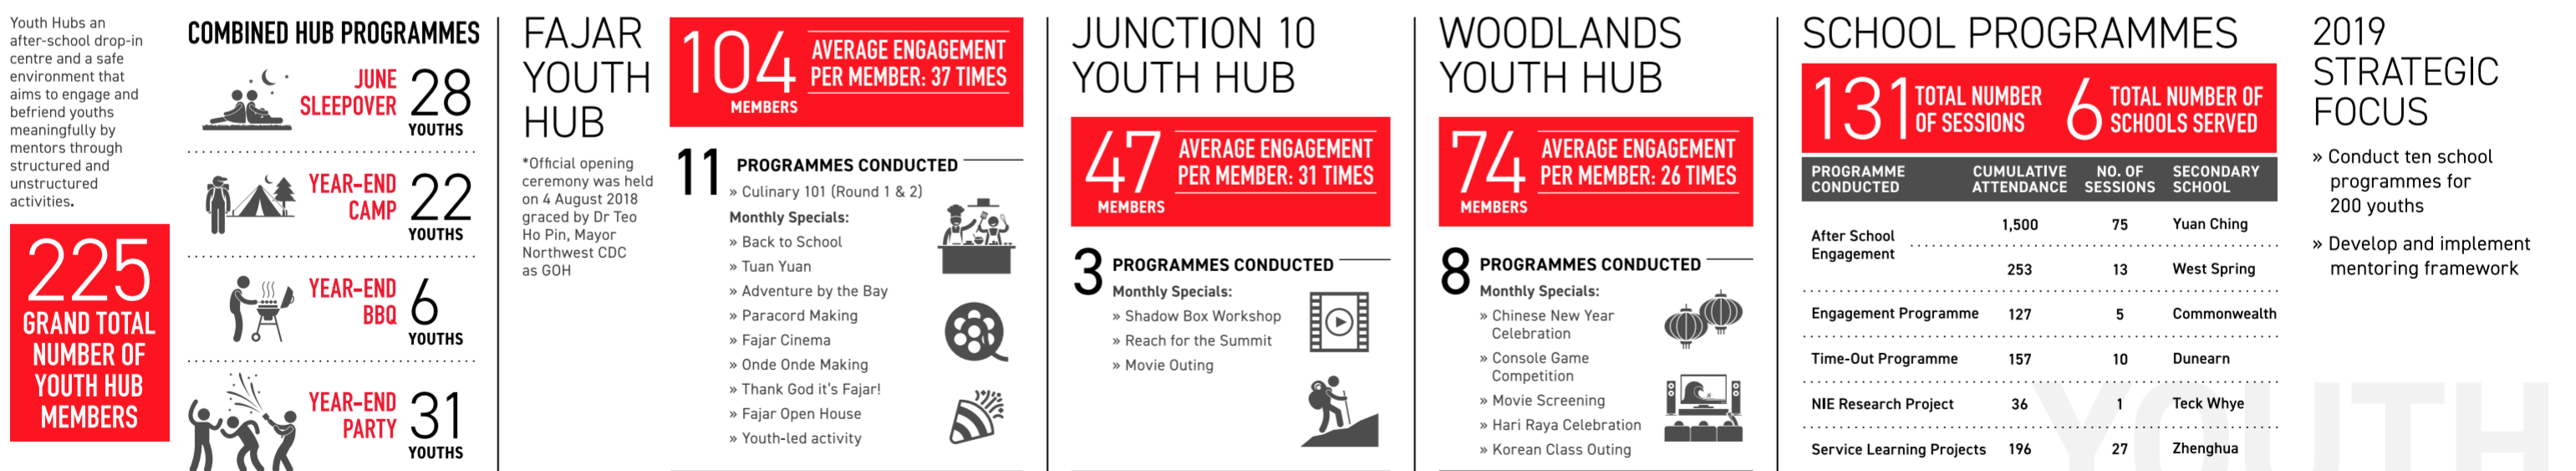 Youth Hubs an
after-school drop-in
centre and a safe
environment that
aims to engage and
befriend youths
meaningfully by
mentors through
structured and
unstructured
activities.
225
GRAND TOTAL
NUMBER OF
YOUTH HUB
MEMBERS
COMBINED HUB PROGRAMMES
JUNE
SLEEPOVER
28
YOUTHS
YEAR-END
CAMP
22
YOUTHS
YEAR-END
BBQ
6
YOUTHS
YEAR-END
PARTY
31
YOUTHS
FAJAR
YOUTH
HUB
*Official opening
ceremony was held
on 4 August 2018
graced by Dr Teo
Ho Pin, Mayor
Northwest CDC
as GOH
104
MEMBERS
AVERAGE ENGAGEMENT
PER MEMBER: 37 TIMES
11 PROGRAMMES CONDUCTED
» Culinary 101 (Round 1 & 2)
Monthly Specials:
» Back to School
» Tuan Yuan
» Adventure by the Bay
» Paracord Making
» Fajar Cinema
» Onde Onde Making
» Thank God it's Fajar!
» Fajar Open House
» Youth-led activity
JUNCTION 10
YOUTH HUB
47
MEMBERS
AVERAGE ENGAGEMENT
PER MEMBER: 31 TIMES
3 PROGRAMMES CONDUCTED
Monthly Specials:
» Shadow Box Workshop
» Reach for the Summit
» Movie Outing
WOODLANDS
YOUTH HUB
74
MEMBERS
AVERAGE ENGAGEMENT
PER MEMBER: 26 TIMES
8 PROGRAMMES CONDUCTED
Monthly Specials:
» Chinese New Year
Celebration
» Console Game
Competition
» Movie Screening
» Hari Raya Celebration
» Korean Class Outing
SCHOOL PROGRAMMES
131 TOTAL NUMBER
OF SESSIONS
6 TOTAL NUMBER OF
SCHOOLS SERVED
PROGRAMME CONDUCTED CUMULATIVE ATTENDANCE NO. OF SESSIONS SECONDARY SCHOOL
After School
Engagement
1,500 75 Yuan Ching
253 13 West Spring
Engagement Programme 127 5 Commonwealth
Time-Out Programme 157 10 Dunearn
NIE Research Project 36 1 Teck Whye
Service Learning Projects 196 27 Zhenghua
2019
STRATEGIC
FOCUS
» Conduct ten school
programmes for
200 youths
» Develop and implement
mentoring framework
YOUTH